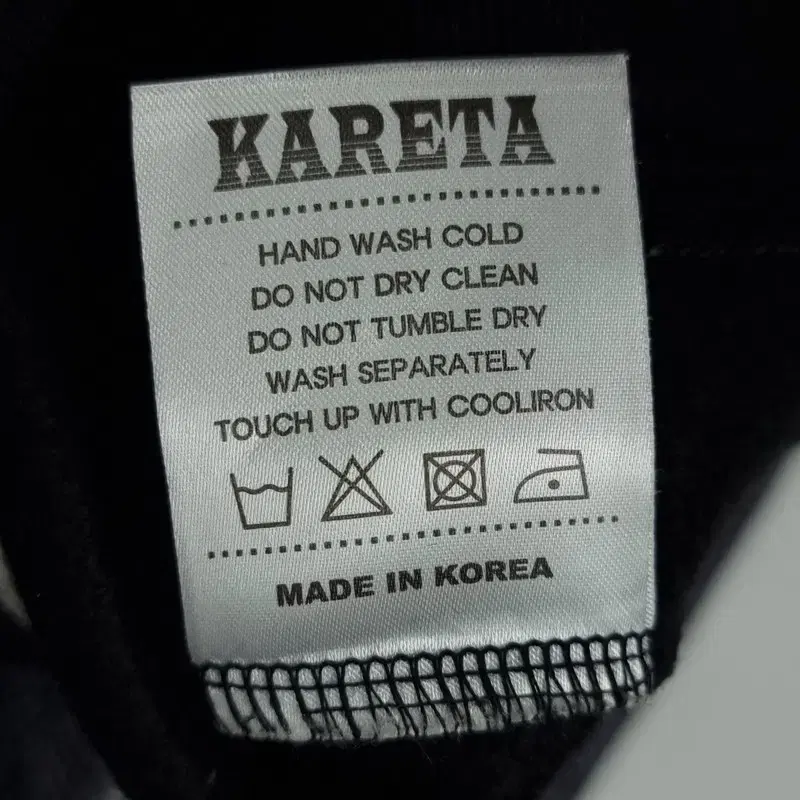 KARETA
HAND WASH COLD
DO NOT DRY CLEAN
DO NOT TUMBLE DRY
WASH SEPARATELY
TOUCH UP WITH COOLIRON
MADE IN KOREA